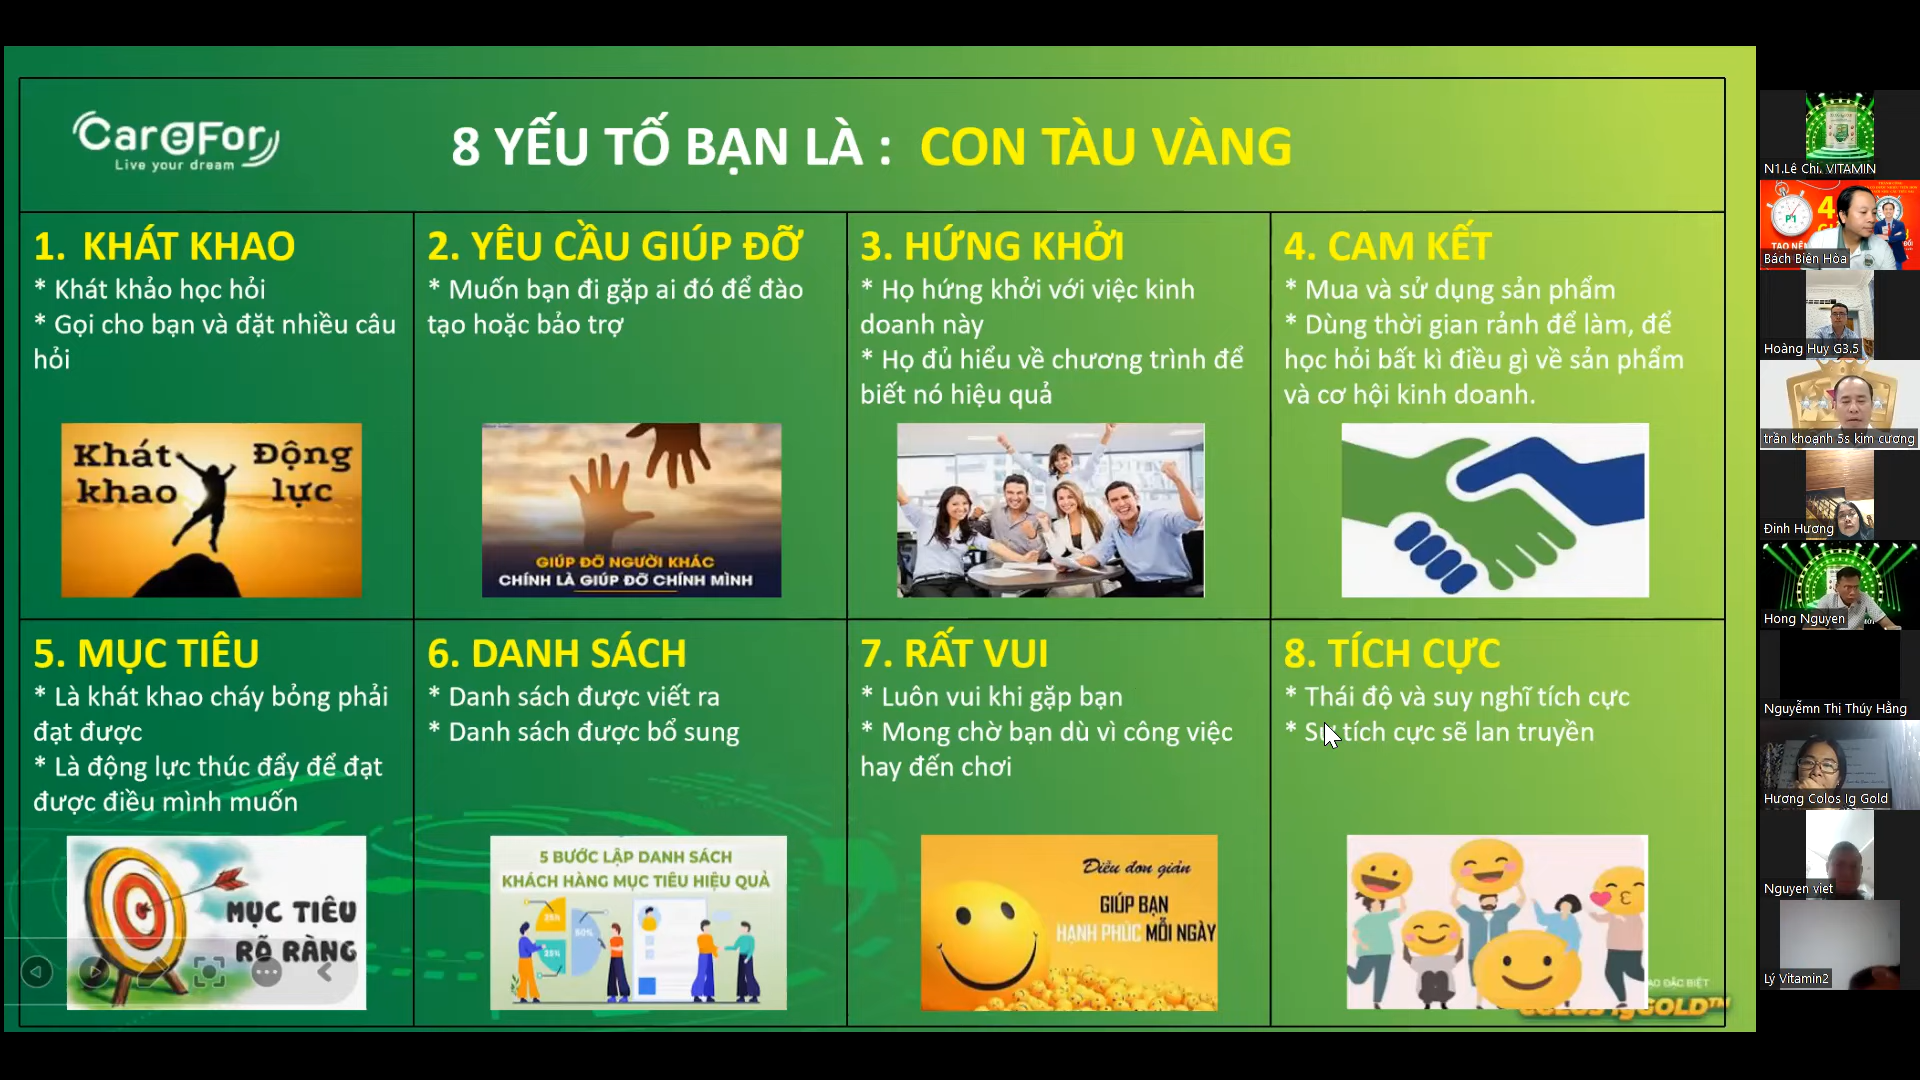 CareFor
Live your dream
8 YẾU TỐ BẠN LÀ : CON TÀU VÀNG
1. KHÁT KHAO
* Khát khảo học hỏi
* Gọi cho bạn và đặt nhiều câu
hỏi
Khát Động
khao lực
2. YÊU CẦU GIÚP ĐỠ
* Muốn bạn đi gặp ai đó để đào
tạo hoặc bảo trợ
GIÚP ĐỠ NGƯỜI KHÁC
CHÍNH LÀ GIÚP ĐỠ CHÍNH MÌNH
3. HỨNG KHỞI
* Họ hứng khởi với việc kinh
doanh này
* Họ đủ hiểu về chương trình để
biết nó hiệu quả
4. CAM KẾT
* Mua và sử dụng sản phẩm
* Dùng thời gian rảnh để làm, để
học hỏi bất kì điều gì về sản phẩm
và cơ hội kinh doanh.
5. MỤC TIÊU
* Là khát khao cháy bỏng phải
đạt được
* Là động lực thúc đẩy để đạt
được điều mình muốn
MỤC TIÊU
RÕ RÀNG
6. DANH SÁCH
* Danh sách được viết ra
* Danh sách được bổ sung
5 BƯỚC LẬP DANH SÁCH
KHÁCH HÀNG MỤC TIÊU HIỆU QUẢ
25%
50%
25%
7. RẤT VUI
* Luôn vui khi gặp bạn
* Mong chờ bạn dù vì công việc
hay đến chơi
Điều đơn giản
GIÚP BẠN
HẠNH PHÚC MỖI NGÀY
8. TÍCH CỰC
* Thái độ và suy nghĩ tích cực
* Sự tích cực sẽ lan truyền
ĐẶC BIỆT
IgGOLD™
N1.Lê Chi. VITAMIN
P1
4
TẠO NÊN
Bách Biên Hòa
Hoàng Huy G3.5
trần khoanh 5s kim cương
Đinh Hương
Hong Nguyen
Nguyễmn Thị Thúy Hằng
Hương Colos Ig Gold
Nguyen viet
Lý Vitamin2